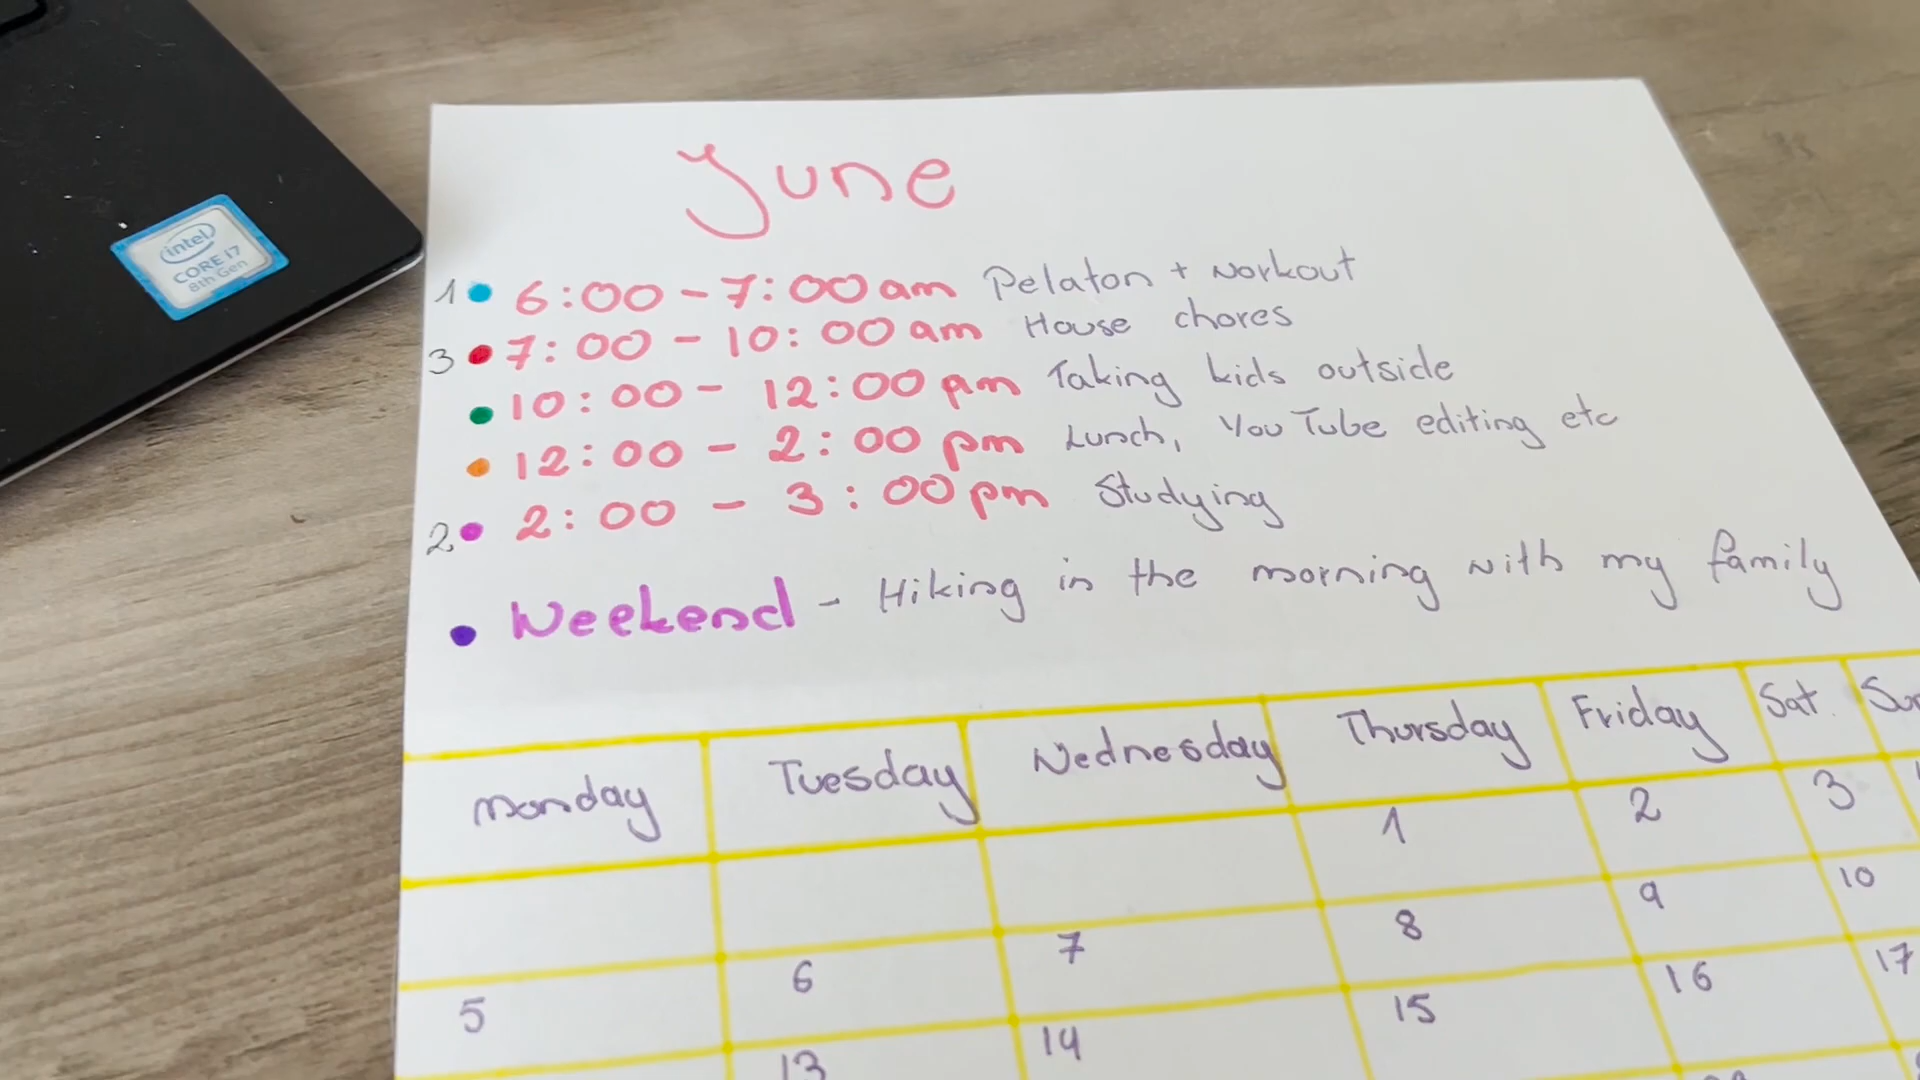 June
1 6:00 - 7:00 am Pelaton + workout
3 7:00 - 10:00 am House chores
10:00 - 12:00 pm Taking kids outside
12:00 - 2:00 pm Lunch, YouTube editing etc
2 2:00 - 3:00 pm Studying
Weekend - Hiking in the morning with my family
monday Tuesday Wednesday Thursday Friday Sat. Sun
1 2 3
5 6 7 8 9 10
13 14 15 16 17
intel
CORE i7
8th Gen